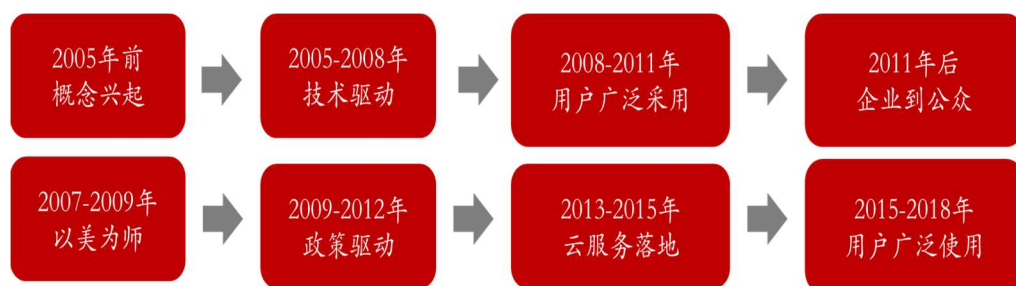 2005年前
概念兴起
2005-2008年
技术驱动
2008-2011年
用户广泛采用
2011年后
企业到公众
2007-2009年
以美为师
2009-2012年
政策驱动
2013-2015年
云服务落地
2015-2018年
用户广泛使用